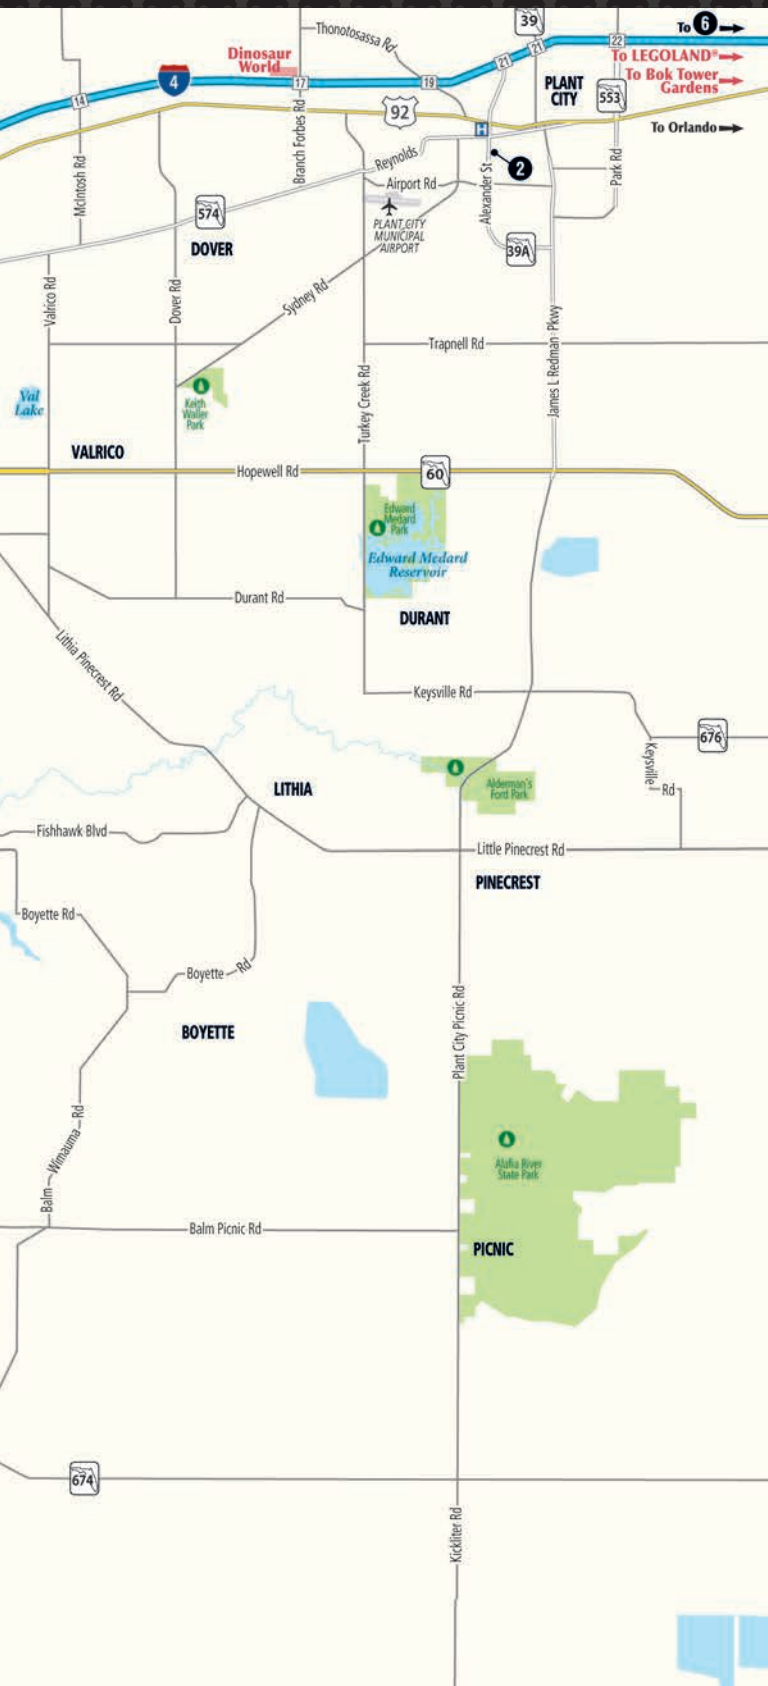 39
To 6
Thonotosassa Rd
22
21
21
To LEGOLAND®
Dinosaur
World
4
17
19
To Bok Tower
Gardens
PLANT
CITY
553
14
92
To Orlando
H
Branch Forbes Rd
Reynolds
2
McIntosh Rd
Airport Rd
Alexander St
Park Rd
574
PLANT CITY
MUNICIPAL
AIRPORT
DOVER
39A
Valrico Rd
Dover Rd
Sydney Rd
Trapnell Rd
James L Redman Pkwy
Turkey Creek Rd
Val
Lake
Keith
Waller
Park
VALRICO
Hopewell Rd
60
Edward
Medard
Park
Edward Medard
Reservoir
Durant Rd
DURANT
Lithia Pinecrest Rd
Keysville Rd
676
Keysville
Rd
Alderman's
Ford Park
LITHIA
Fishhawk Blvd
Little Pinecrest Rd
PINECREST
Boyette Rd
Boyette Rd
Plant City Picnic Rd
BOYETTE
Balm Wimauma Rd
Alafia River
State Park
Balm Picnic Rd
PICNIC
674
Kickliter Rd